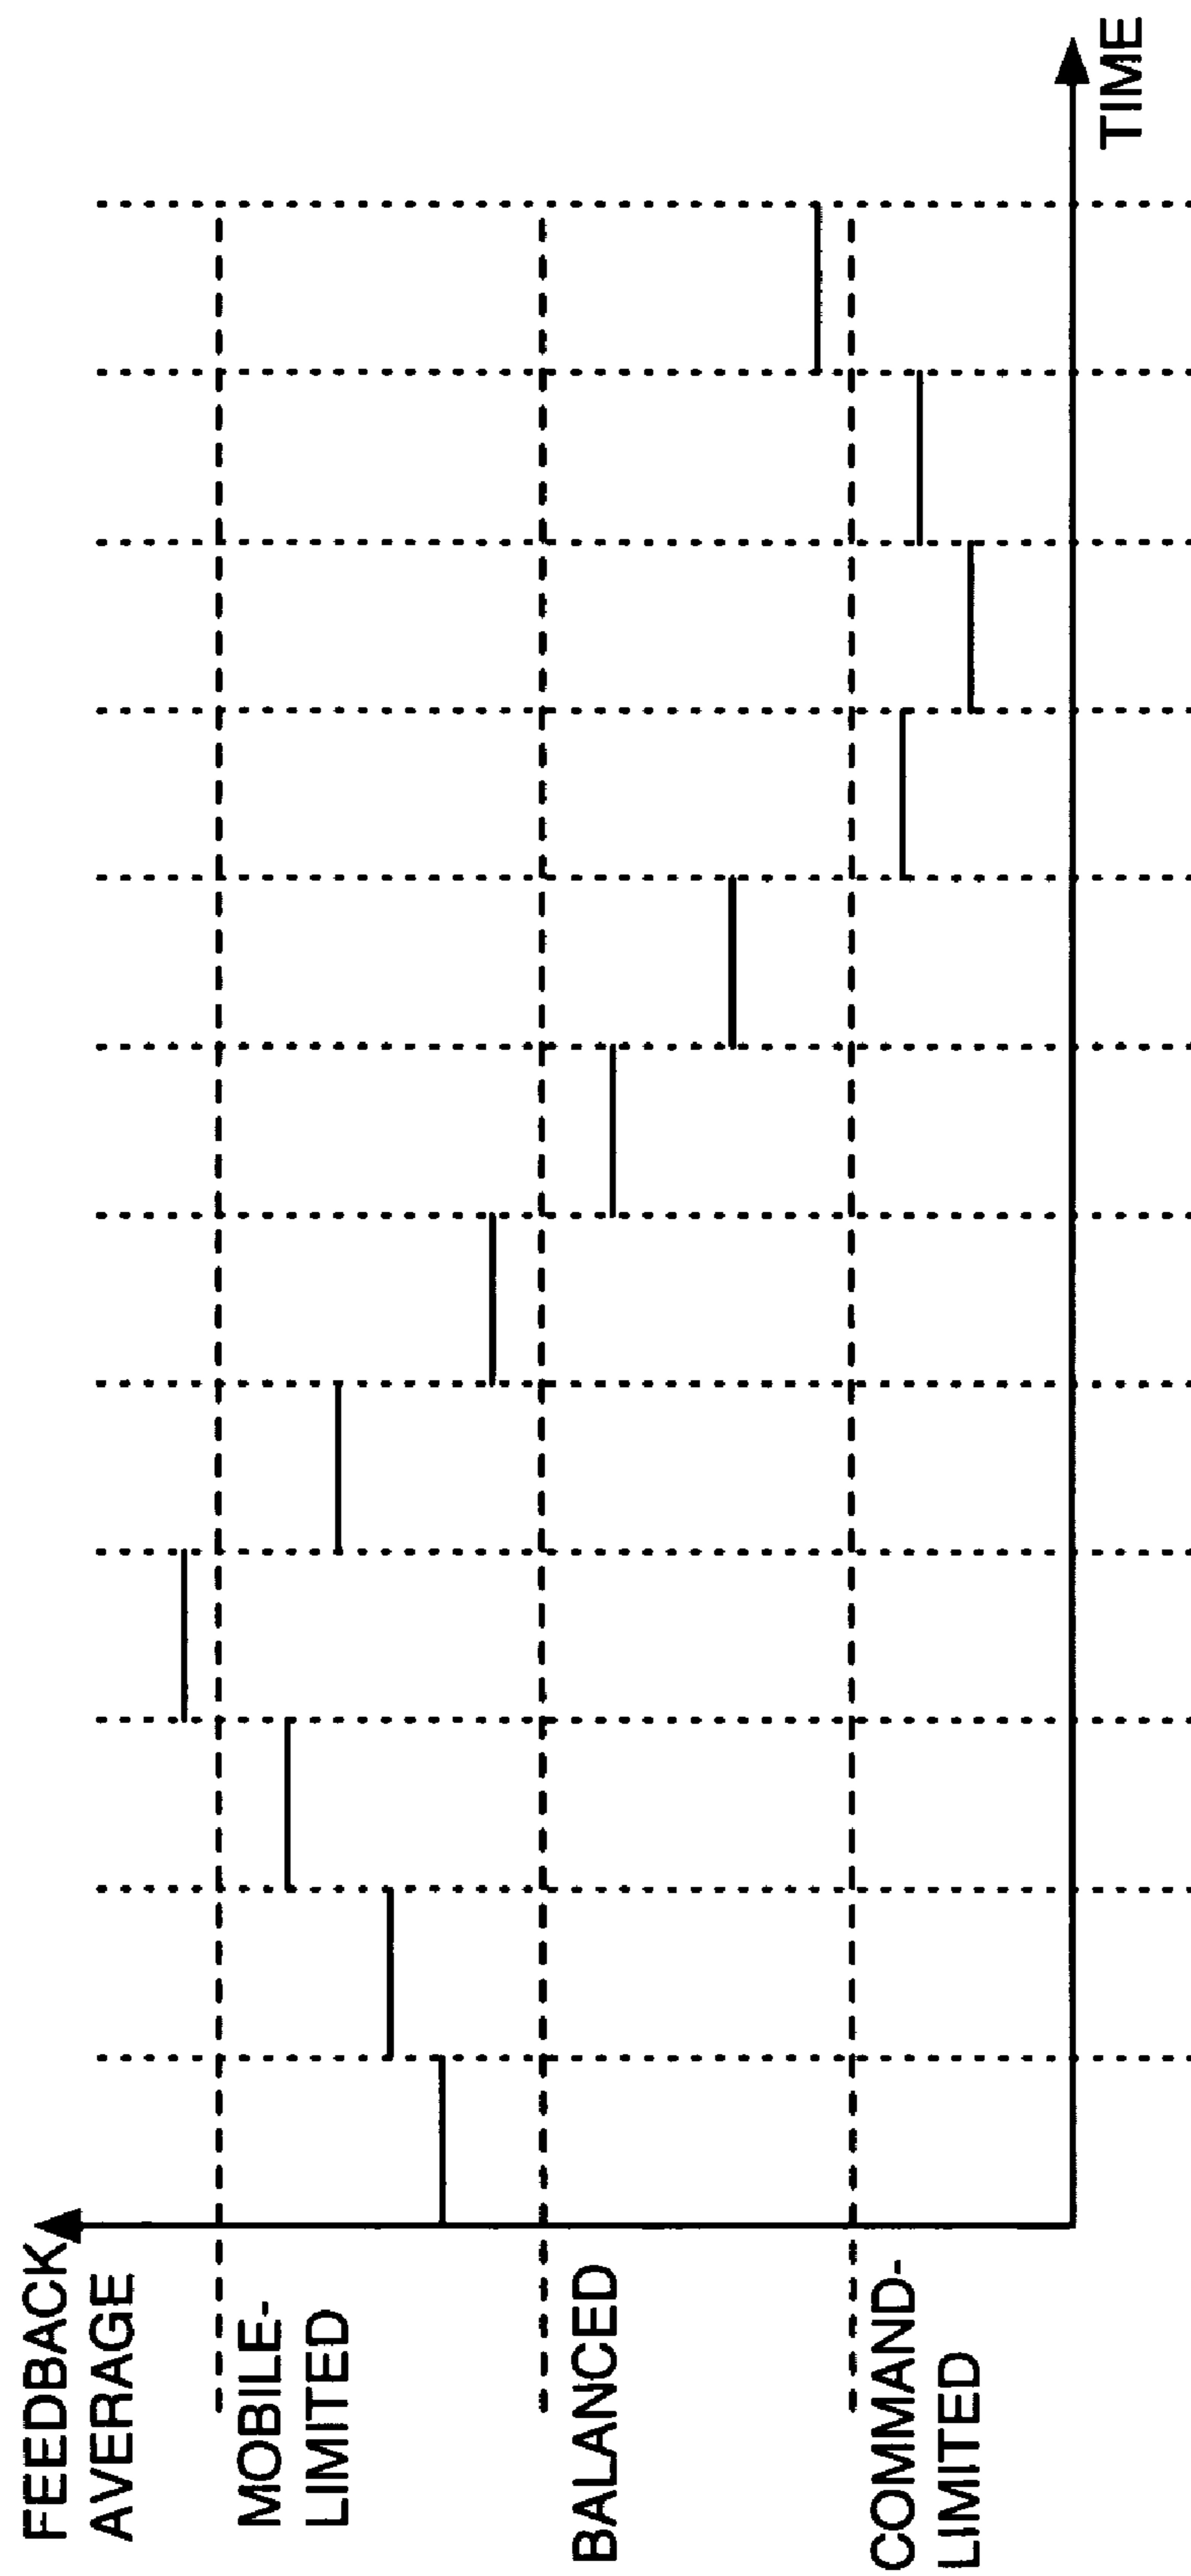 FEEDBACK
AVERAGE
MOBILE-
LIMITED
BALANCED
COMMAND-
LIMITED
TIME